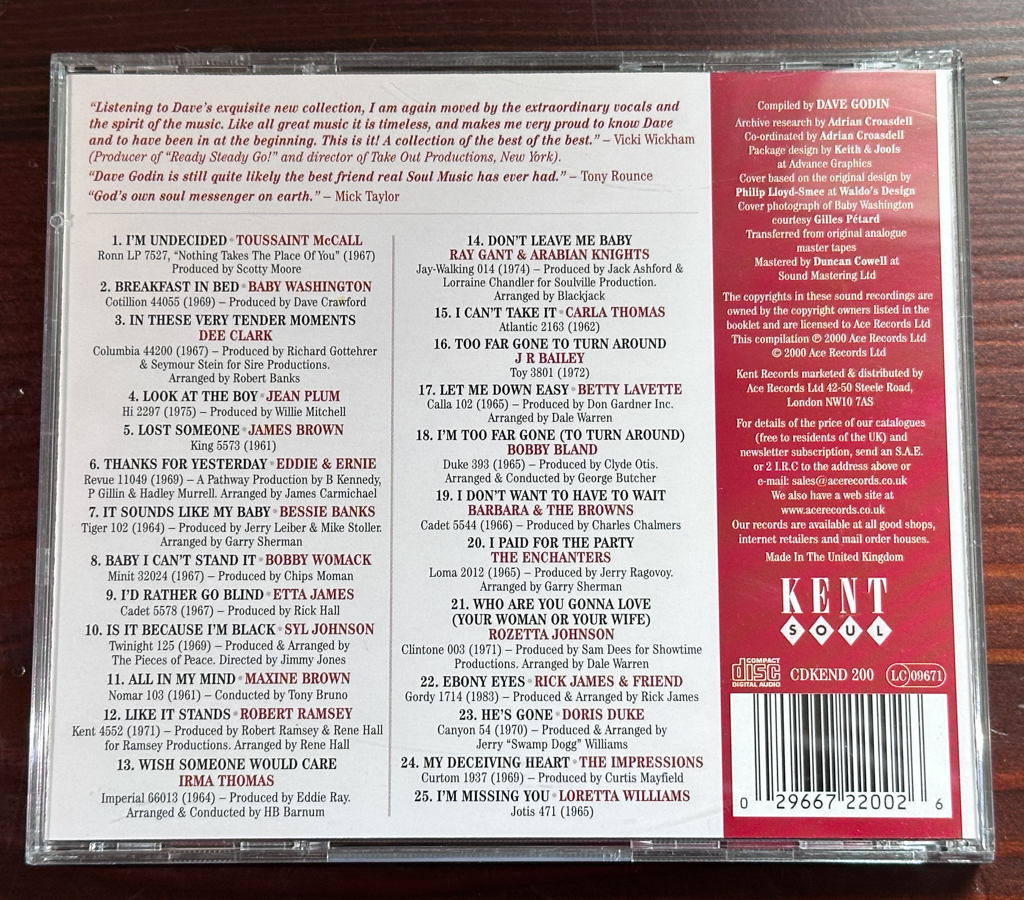 “Listening to Dave’s exquisite new collection, I am again moved by the extraordinary vocals and
the spirit of the music. Like all great music it is timeless, and makes me very proud to know Dave
and to have been in at the beginning. This is it! A collection of the best of the best.” – Vicki Wickham
(Producer of “Ready Steady Go!” and director of Take Out Productions, New York).
“Dave Godin is still quite likely the best friend real Soul Music has ever had.” – Tony Rounce
“God’s own soul messenger on earth.” – Mick Taylor
1. I’M UNDECIDED • TOUSSAINT McCALL
Ronn LP 7527, “Nothing Takes The Place Of You” (1967)
Produced by Scotty Moore
2. BREAKFAST IN BED • BABY WASHINGTON
Cotillion 44055 (1969) – Produced by Dave Crawford
3. IN THESE VERY TENDER MOMENTS
DEE CLARK
Columbia 44200 (1967) – Produced by Richard Gottehrer
& Seymour Stein for Sire Productions.
Arranged by Robert Banks
4. LOOK AT THE BOY • JEAN PLUM
Hi 2297 (1975) – Produced by Willie Mitchell
5. LOST SOMEONE • JAMES BROWN
King 5573 (1961)
6. THANKS FOR YESTERDAY • EDDIE & ERNIE
Revue 11049 (1969) – A Pathway Production by B Kennedy,
P Gillin & Hadley Murrell. Arranged by James Carmichael
7. IT SOUNDS LIKE MY BABY • BESSIE BANKS
Tiger 102 (1964) – Produced by Jerry Leiber & Mike Stoller.
Arranged by Garry Sherman
8. BABY I CAN’T STAND IT • BOBBY WOMACK
Minit 32024 (1967) – Produced by Chips Moman
9. I’D RATHER GO BLIND • ETTA JAMES
Cadet 5578 (1967) – Produced by Rick Hall
10. IS IT BECAUSE I’M BLACK • SYL JOHNSON
Twinight 125 (1969) – Produced & Arranged by
The Pieces of Peace. Directed by Jimmy Jones
11. ALL IN MY MIND • MAXINE BROWN
Nomar 103 (1961) – Conducted by Tony Bruno
12. LIKE IT STANDS • ROBERT RAMSEY
Kent 4552 (1971) – Produced by Robert Ramsey & Rene Hall
for Ramsey Productions. Arranged by Rene Hall
13. WISH SOMEONE WOULD CARE
IRMA THOMAS
Imperial 66013 (1964) – Produced by Eddie Ray.
Arranged & Conducted by HB Barnum
14. DON’T LEAVE ME BABY
RAY GANT & ARABIAN KNIGHTS
Jay-Walking 014 (1974) – Produced by Jack Ashford &
Lorraine Chandler for Soulville Production.
Arranged by Blackjack
15. I CAN’T TAKE IT • CARLA THOMAS
Atlantic 2163 (1962)
16. TOO FAR GONE TO TURN AROUND
J R BAILEY
Toy 3801 (1972)
17. LET ME DOWN EASY • BETTY LAVETTE
Calla 102 (1965) – Produced by Don Gardner Inc.
Arranged by Dale Warren
18. I’M TOO FAR GONE (TO TURN AROUND)
BOBBY BLAND
Duke 393 (1965) – Produced by Clyde Otis.
Arranged & Conducted by George Butcher
19. I DON’T WANT TO HAVE TO WAIT
BARBARA & THE BROWNS
Cadet 5544 (1966) – Produced by Charles Chalmers
20. I PAID FOR THE PARTY
THE ENCHANTERS
Loma 2012 (1965) – Produced by Jerry Ragovoy.
Arranged by Garry Sherman
21. WHO ARE YOU GONNA LOVE
(YOUR WOMAN OR YOUR WIFE)
ROZETTA JOHNSON
Clintone 003 (1971) – Produced by Sam Dees for Showtime
Productions. Arranged by Dale Warren
22. EBONY EYES • RICK JAMES & FRIEND
Gordy 1714 (1983) – Produced & Arranged by Rick James
23. HE’S GONE • DORIS DUKE
Canyon 54 (1970) – Produced & Arranged by
Jerry “Swamp Dogg” Williams
24. MY DECEIVING HEART • THE IMPRESSIONS
Curtom 1937 (1969) – Produced by Curtis Mayfield
25. I’M MISSING YOU • LORETTA WILLIAMS
Jotis 471 (1965)
Compiled by DAVE GODIN
Archive research by Adrian Croasdell
Co-ordinated by Adrian Croasdell
Package design by Keith & Jools
at Advance Graphics
Cover based on the original design by
Philip Lloyd-Smee at Waldo’s Design
Cover photograph of Baby Washington
courtesy Gilles Pétard
Transferred from original analogue
master tapes
Mastered by Duncan Cowell at
Sound Mastering Ltd
The copyrights in these sound recordings are
owned by the copyright owners listed in the
booklet and are licensed to Ace Records Ltd
This compilation ℗ 2000 Ace Records Ltd
© 2000 Ace Records Ltd
Kent Records marketed & distributed by
Ace Records Ltd 42-50 Steele Road,
London NW10 7AS
For details of the price of our catalogues
(free to residents of the UK) and
newsletter subscription, send an S.A.E.
or 2 I.R.C to the address above or
e-mail: sales@acerecords.co.uk
We also have a web site at
www.acerecords.co.uk
Our records are available at all good shops,
internet retailers and mail order houses.
Made In The United Kingdom
KENT
SOUL
COMPACT
disc
DIGITAL AUDIO
CDKEND 200
LC 09671
0 29667 22002 6